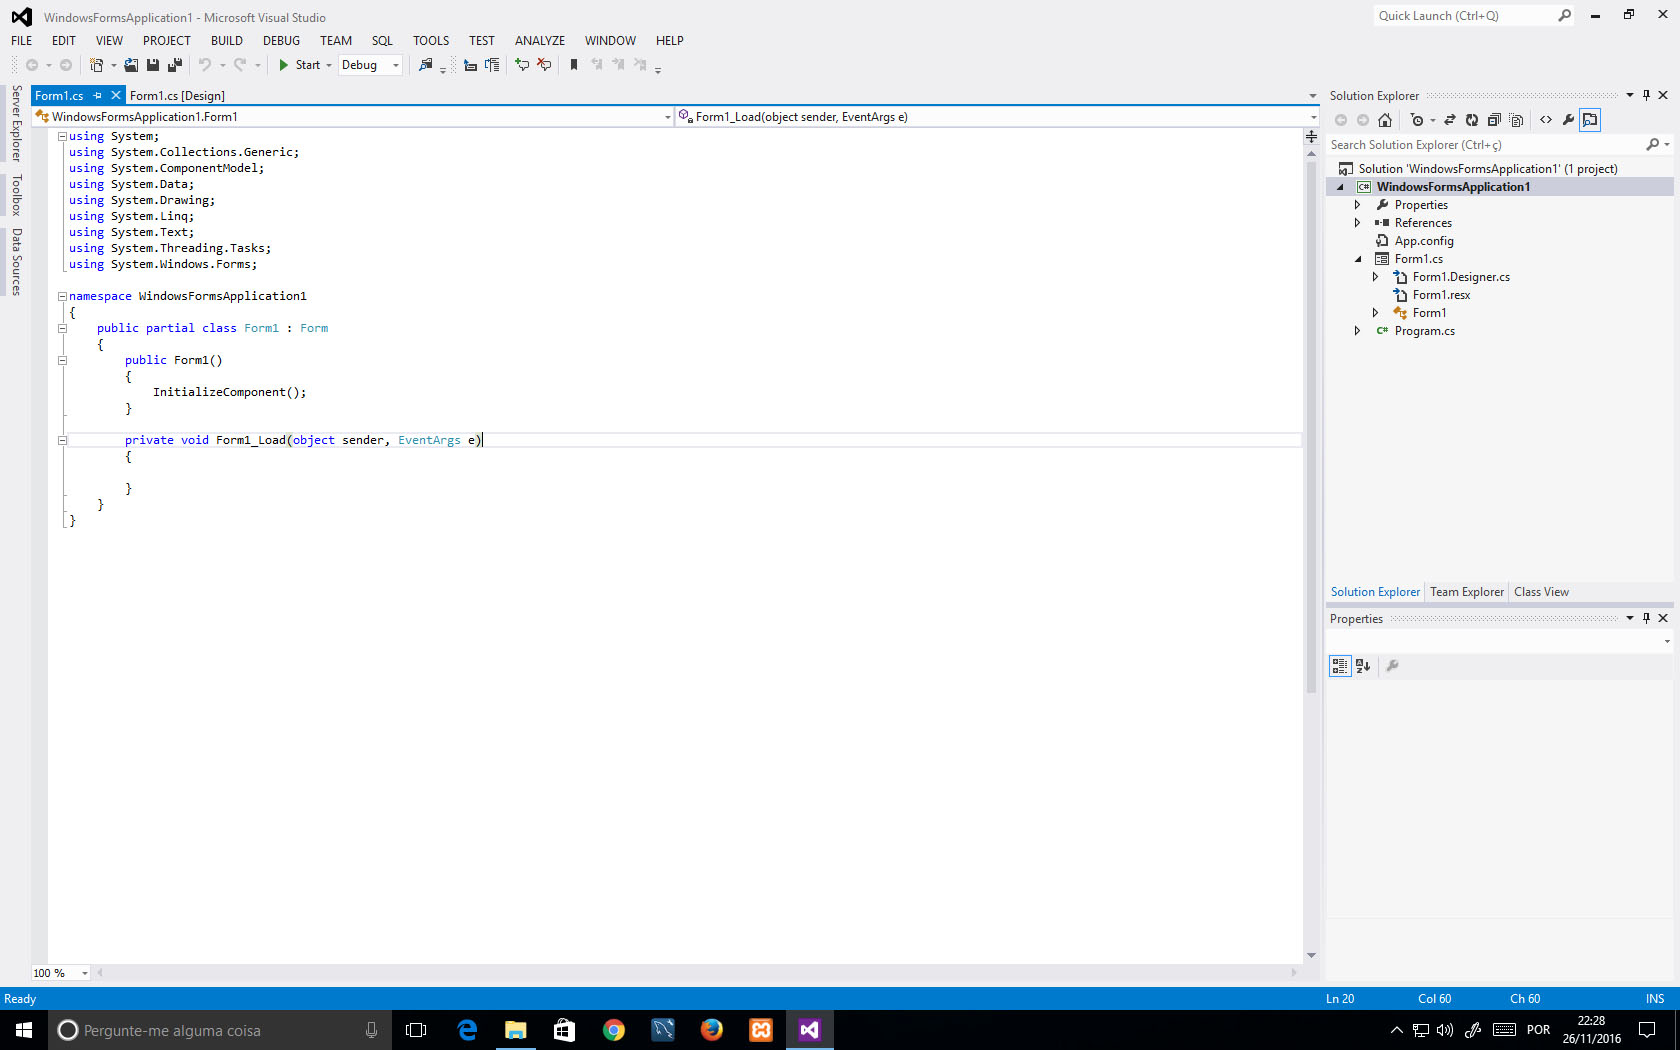 WindowsFormsApplication1 - Microsoft Visual Studio
Quick Launch (Ctrl+Q)
FILE EDIT VIEW PROJECT BUILD DEBUG TEAM SQL TOOLS TEST ANALYZE WINDOW HELP
Start Debug
Server Explorer
Toolbox
Data Sources
Form1.cs Form1.cs [Design]
WindowsFormsApplication1.Form1 Form1_Load(object sender, EventArgs e)
using System;
using System.Collections.Generic;
using System.ComponentModel;
using System.Data;
using System.Drawing;
using System.Linq;
using System.Text;
using System.Threading.Tasks;
using System.Windows.Forms;
namespace WindowsFormsApplication1
{
public partial class Form1 : Form
{
public Form1()
{
InitializeComponent();
}
private void Form1_Load(object sender, EventArgs e)
{
}
}
}
100 %
Solution Explorer
Search Solution Explorer (Ctrl+ç)
Solution 'WindowsFormsApplication1' (1 project)
C# WindowsFormsApplication1
Properties
References
App.config
Form1.cs
Form1.Designer.cs
Form1.resx
Form1
C# Program.cs
Solution Explorer Team Explorer Class View
Properties
Ready Ln 20 Col 60 Ch 60 INS
Pergunte-me alguma coisa
POR
22:28
26/11/2016